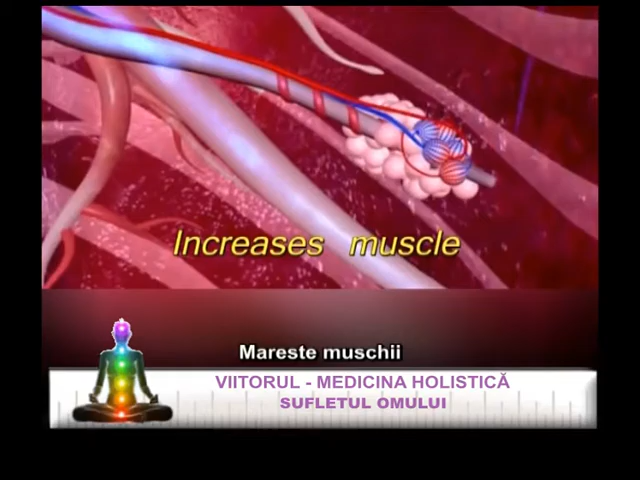 Increases muscle
Mareste muschii
VIITORUL - MEDICINA HOLISTICĂ
SUFLETUL OMULUI